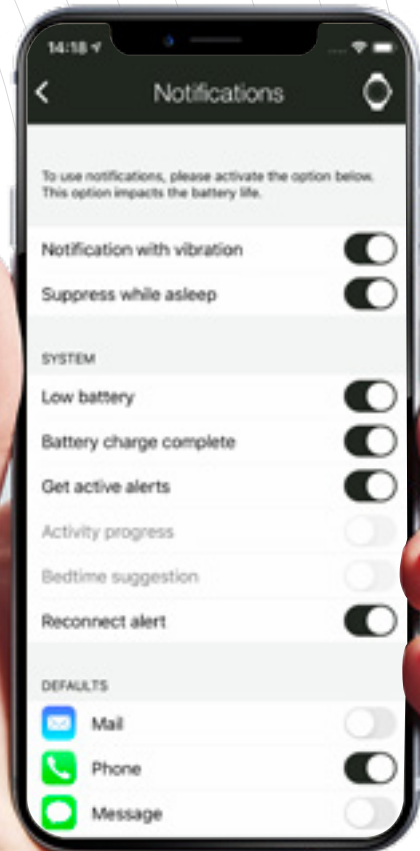 14:18
Notifications
To use notifications, please activate the option below.
This option impacts the battery life.
Notification with vibration
Suppress while asleep
SYSTEM
Low battery
Battery charge complete
Get active alerts
Activity progress
Bedtime suggestion
Reconnect alert
DEFAULTS
Mail
Phone
Message